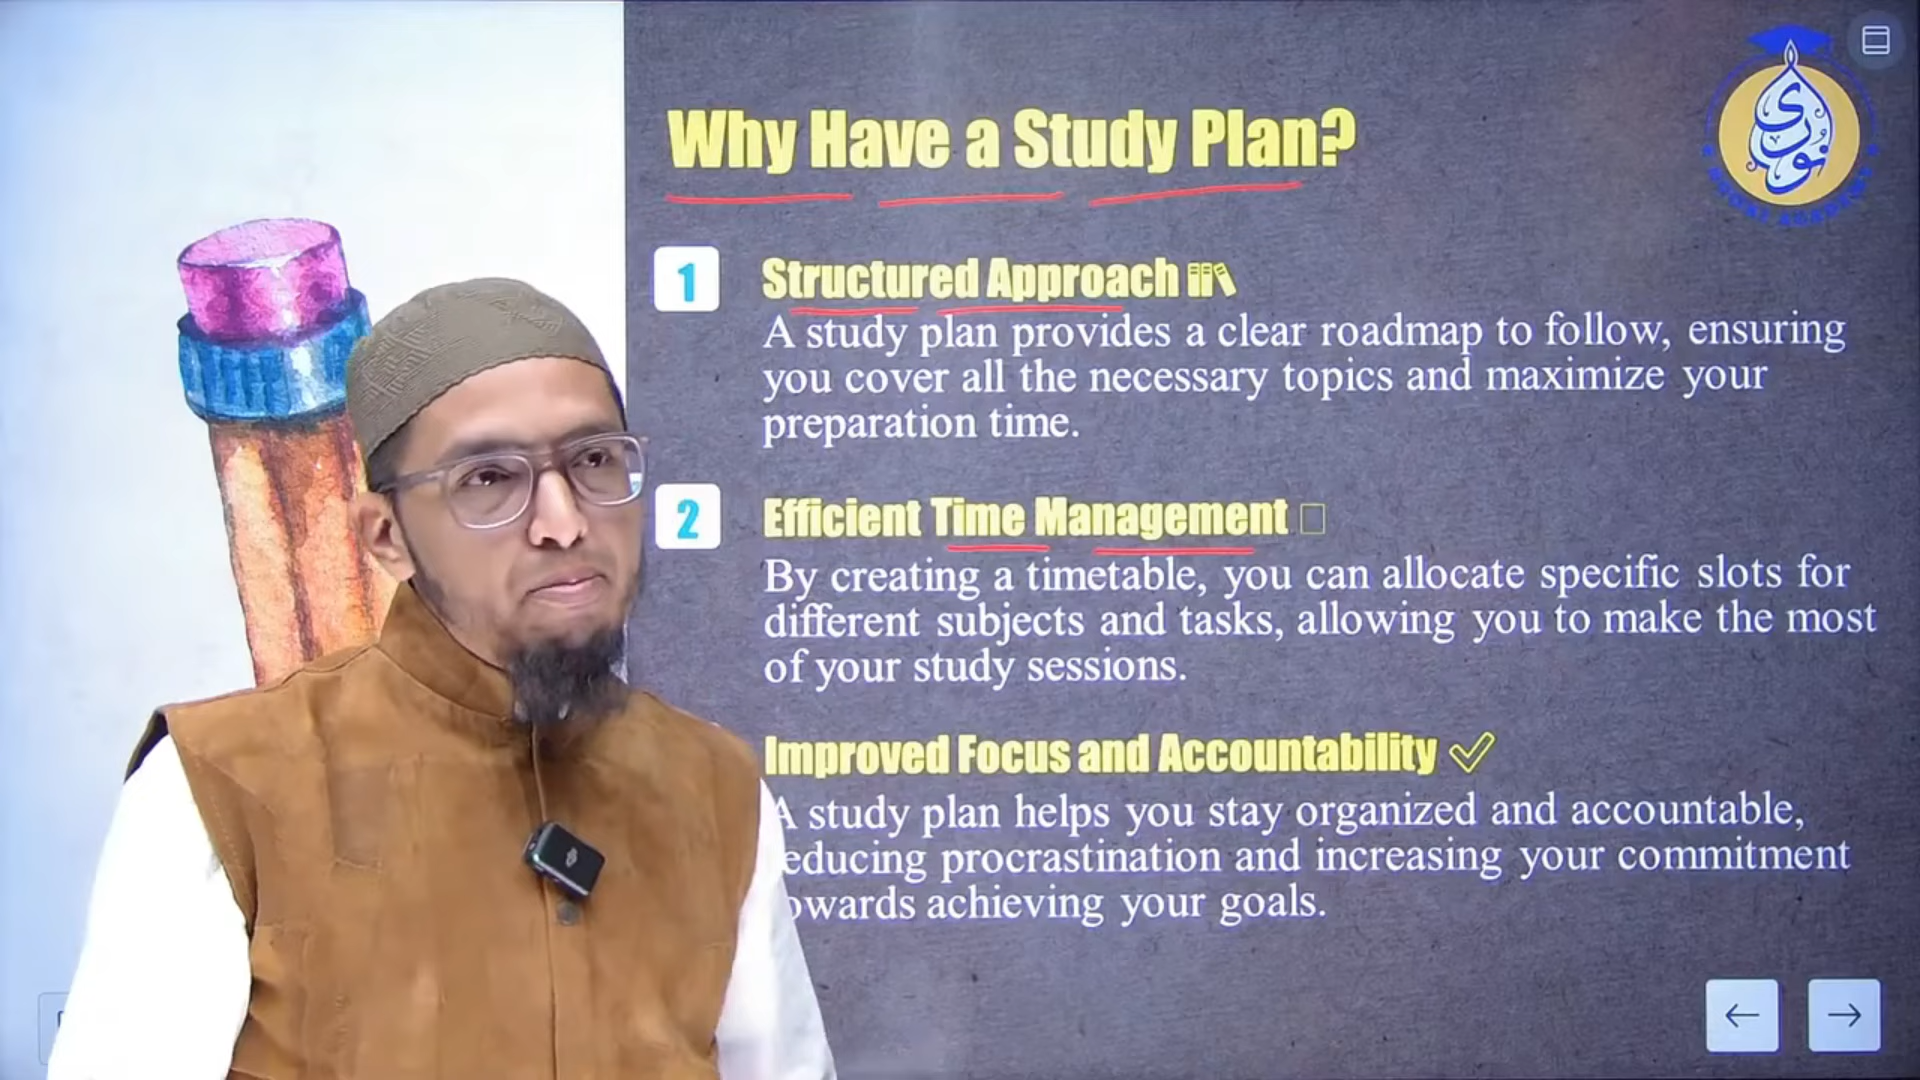 Why Have a Study Plan?
نوری
1
Structured Approach
A study plan provides a clear roadmap to follow, ensuring
you cover all the necessary topics and maximize your
preparation time.
2
Efficient Time Management
By creating a timetable, you can allocate specific slots for
different subjects and tasks, allowing you to make the most
of your study sessions.
Improved Focus and Accountability
A study plan helps you stay organized and accountable,
educing procrastination and increasing your commitment
owards achieving your goals.